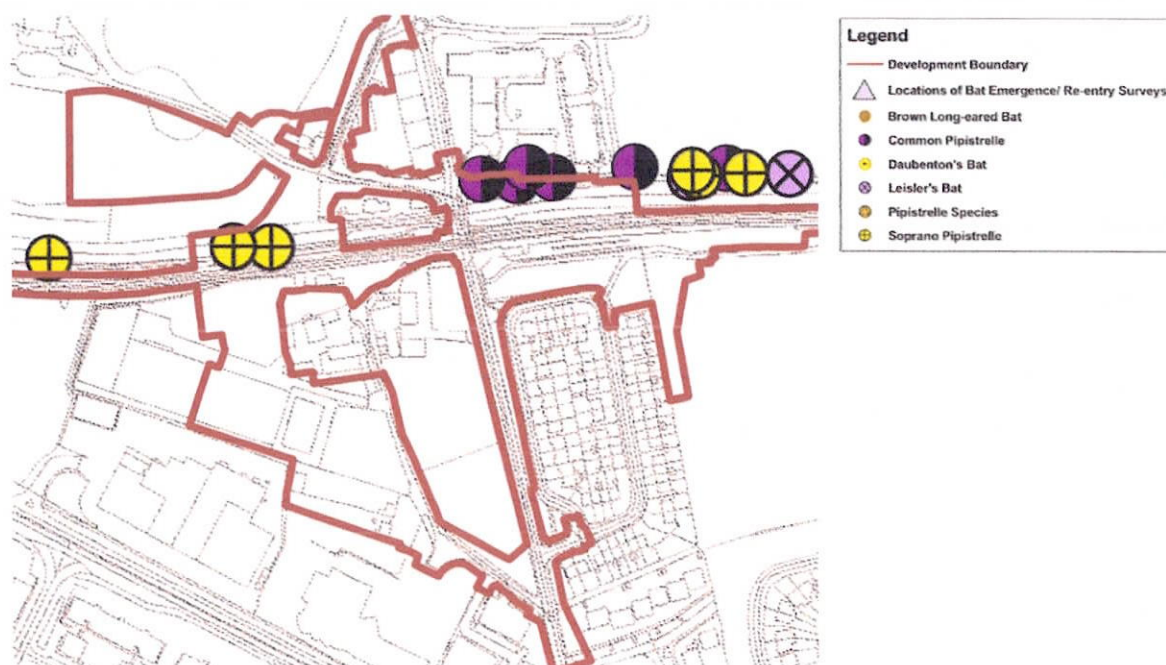 Legend
Development Boundary
Locations of Bat Emergence/ Re-entry Surveys
Brown Long-eared Bat
Common Pipistrelle
Daubenton's Bat
Leisler's Bat
Pipistrelle Species
Soprano Pipistrelle